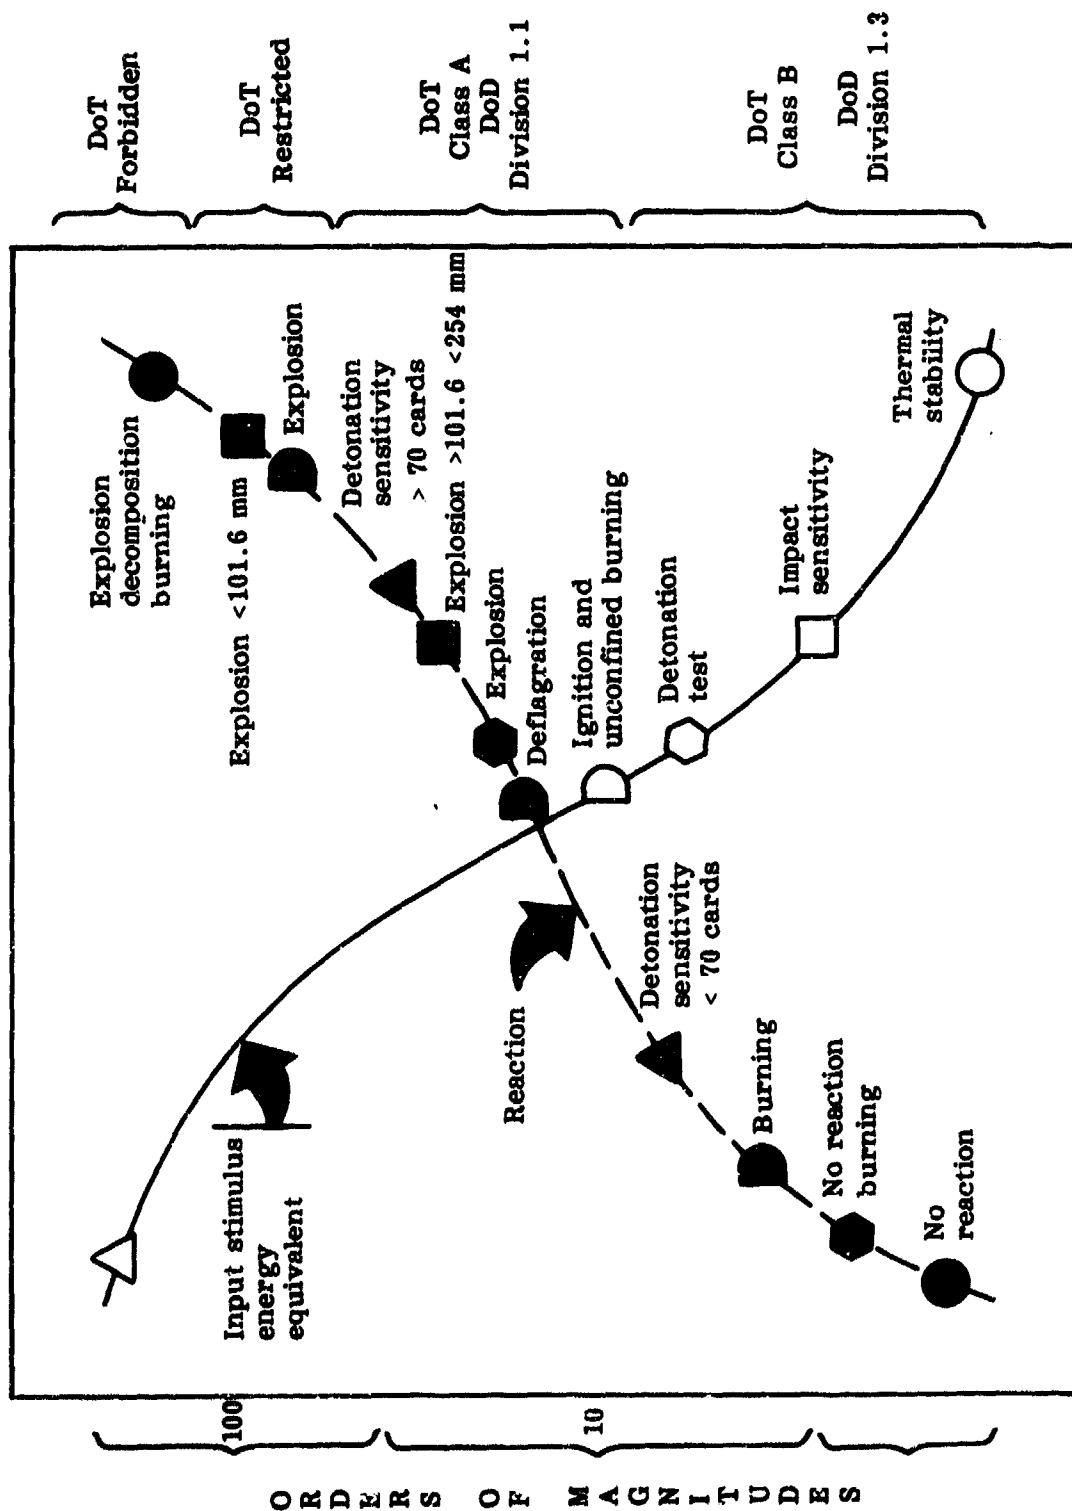 DoT
Forbidden
DoT
Restricted
DoT
Class A
DoD
Division 1.1
DoT
Class B
DoD
Division 1.3
Explosion
decomposition
burning
Explosion <101.6 mm
Explosion
Detonation
sensitivity
> 70 cards
Explosion >101.6 <254 mm
Explosion
Deflagration
Ignition and
unconfined burning
Detonation
test
Impact
sensitivity
Thermal
stability
Input stimulus
energy
equivalent
Reaction
Detonation
sensitivity
< 70 cards
Burning
No reaction
burning
No
reaction
100
10
ORDERS OF MAGNITUDES